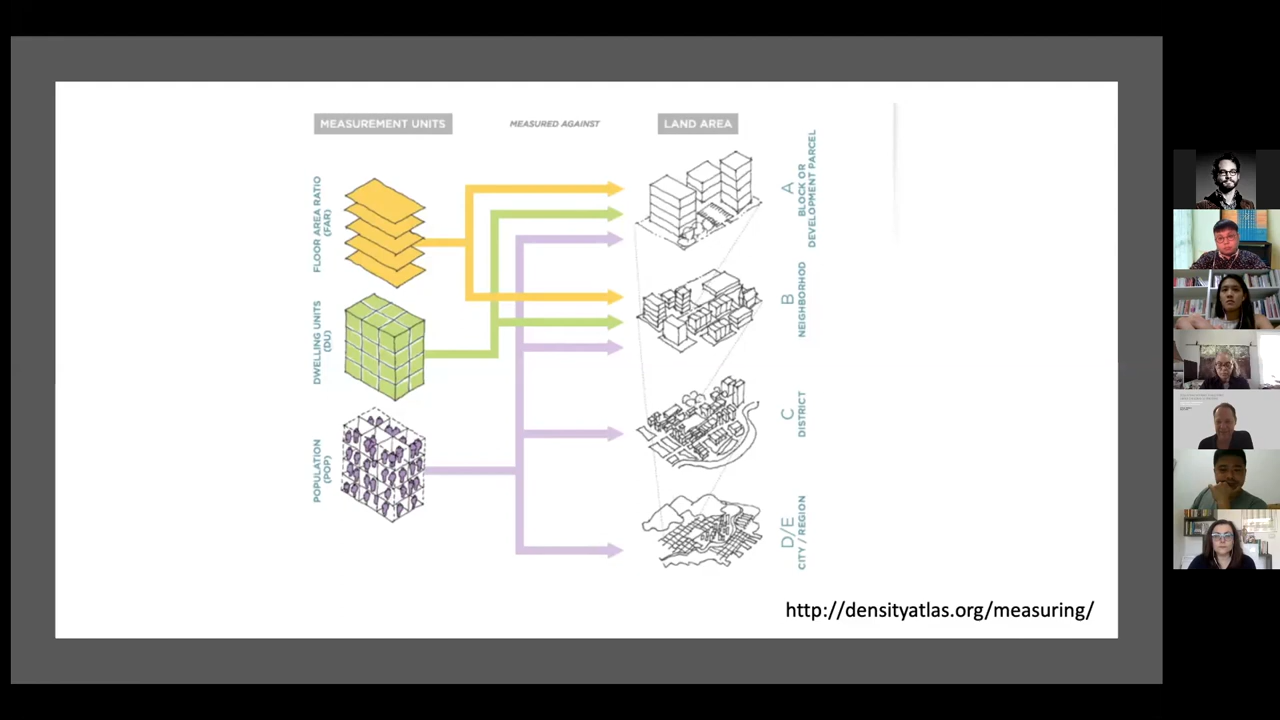 MEASUREMENT UNITS
MEASURED AGAINST
LAND AREA
FLOOR AREA RATIO
(FAR)
DWELLING UNITS
(DU)
POPULATION
(POP)
A
BLOCK OR
DEVELOPMENT PARCEL
B
NEIGHBORHOD
C
DISTRICT
D/E
CITY / REGION
http://densityatlas.org/measuring/